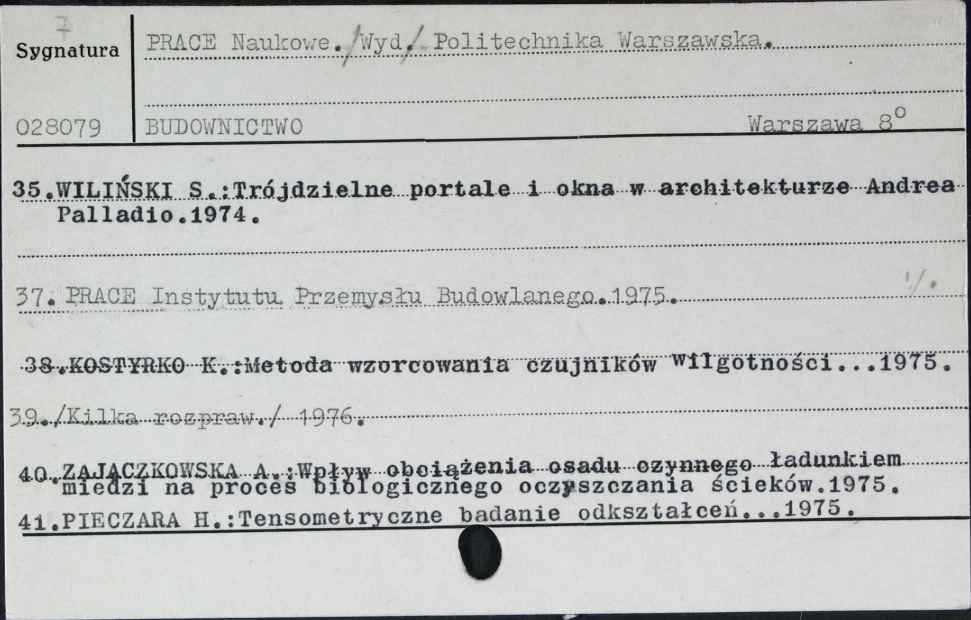 7
Sygnatura
PRACE Naukowe./Wyd./ Politechnika Warszawska.
028079 BUDOWNICTWO Warszawa 8⁰
35.WILIŃSKI S.:Trójdzielne portale i okna w architekturze Andrea
Palladio.1974.
37. PRACE Instytutu Przemysłu Budowlanego.1975.
38.KOSTYRKO K.:Metoda wzorcowania czujników wilgotności...1975.
39./Kilka rozpraw./ 1976.
40.ZAJĄCZKOWSKA A.:Wpływ obciążenia osadu czynnego ładunkiem
miedzi na proces biologicznego oczyszczania ścieków.1975.
41.PIECZARA H.:Tensometryczne badanie odkształceń...1975.